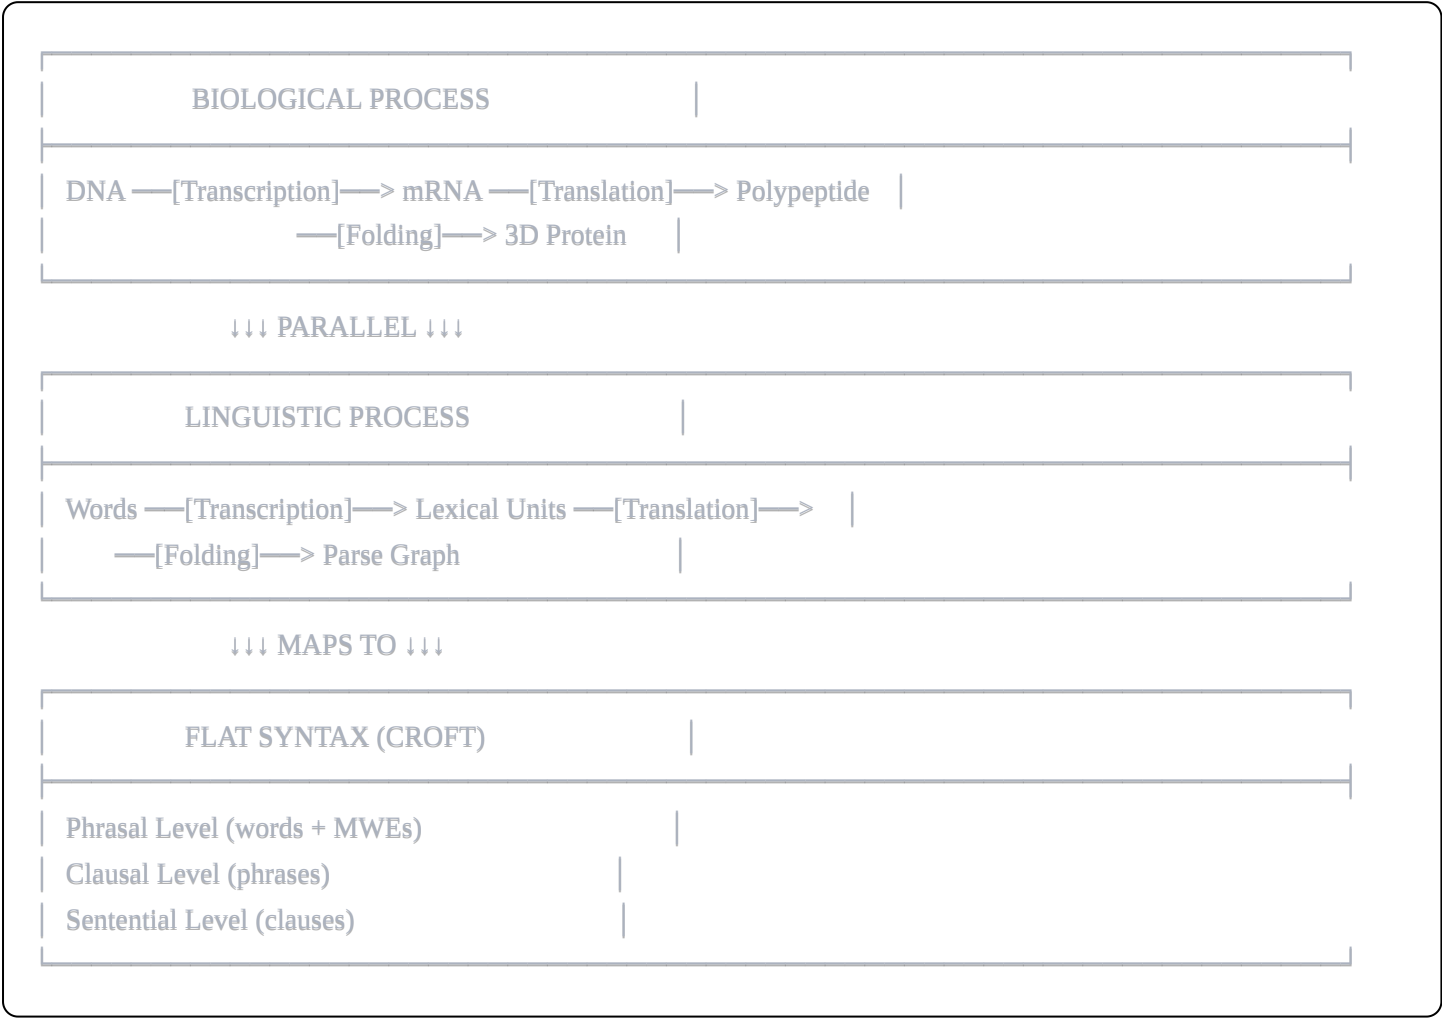 BIOLOGICAL PROCESS
DNA ──[Transcription]──> mRNA ──[Translation]──> Polypeptide
──[Folding]──> 3D Protein
↓↓↓ PARALLEL ↓↓↓
LINGUISTIC PROCESS
Words ──[Transcription]──> Lexical Units ──[Translation]──>
──[Folding]──> Parse Graph
↓↓↓ MAPS TO ↓↓↓
FLAT SYNTAX (CROFT)
Phrasal Level (words + MWEs)
Clausal Level (phrases)
Sentential Level (clauses)